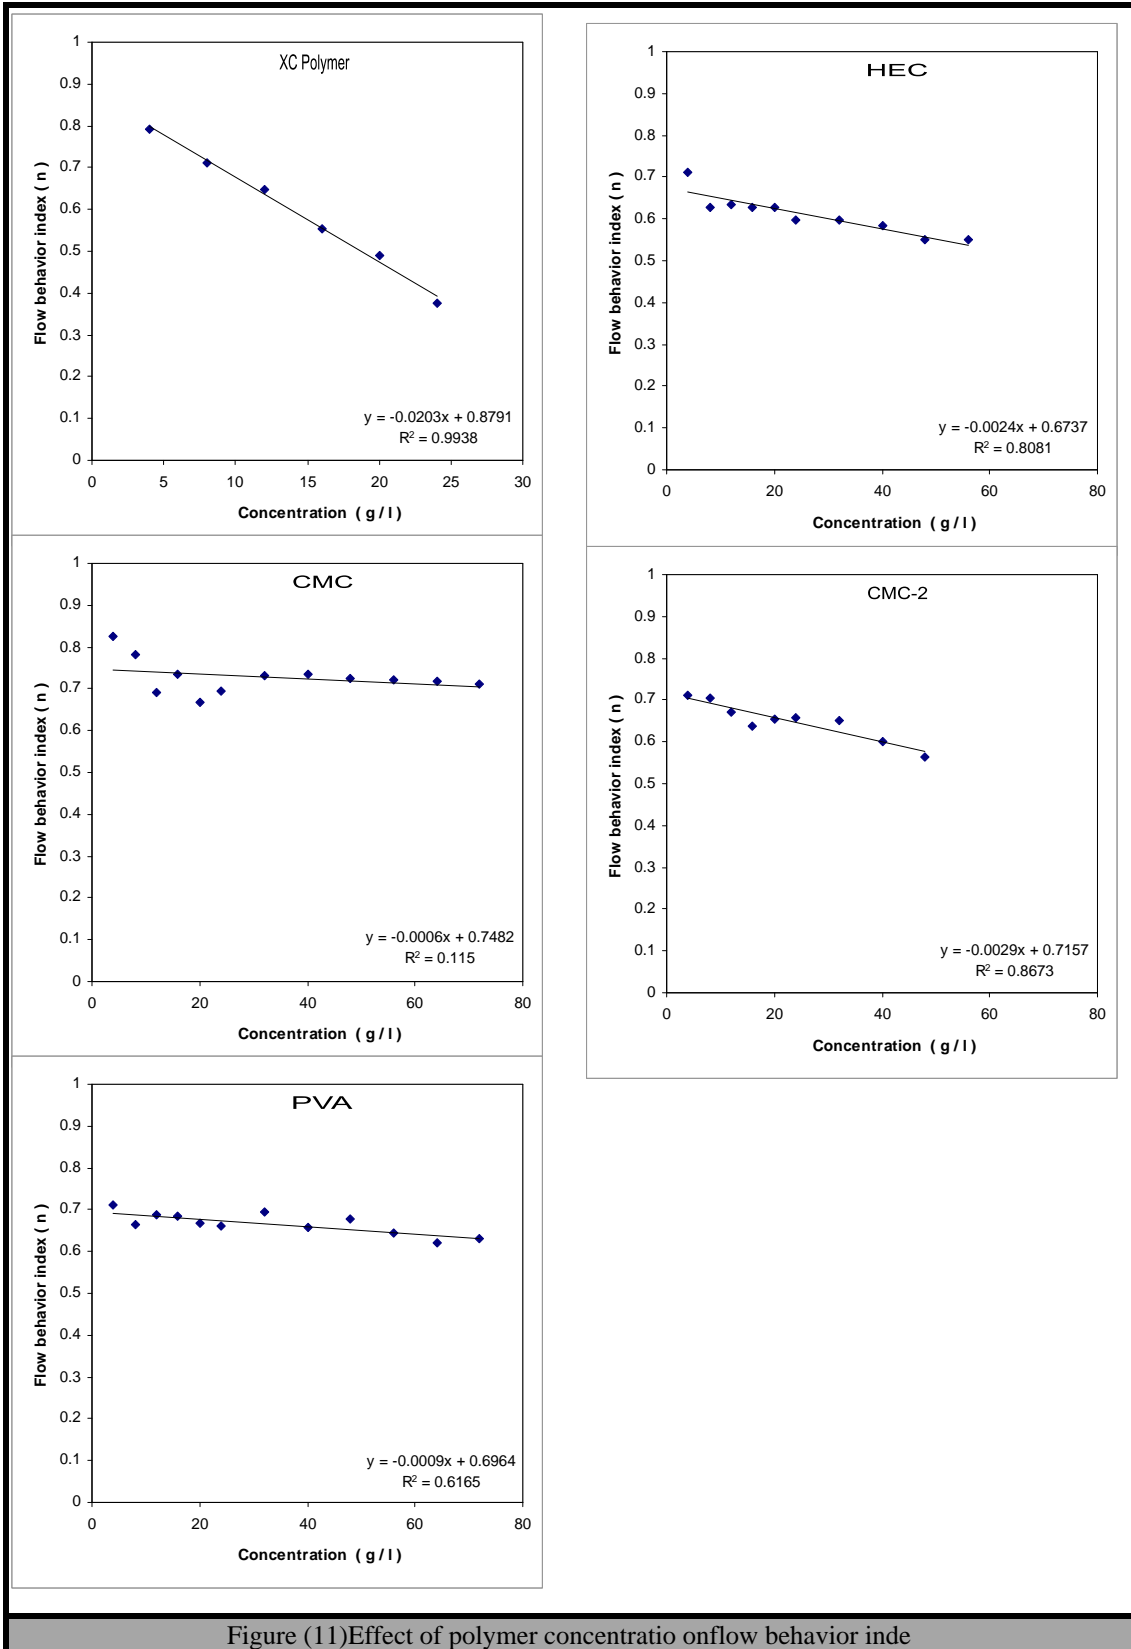 XC Polymer
1
0.9
0.8
0.7
0.6
0.5
0.4
0.3
0.2
0.1
0
Flow behavior index ( n )
y = -0.0203x + 0.8791
R² = 0.9938
0 5 10 15 20 25 30
Concentration ( g / l )
HEC
1
0.9
0.8
0.7
0.6
0.5
0.4
0.3
0.2
0.1
0
Flow behavior index ( n )
y = -0.0024x + 0.6737
R² = 0.8081
0 20 40 60 80
Concentration ( g / l )
CMC
1
0.9
0.8
0.7
0.6
0.5
0.4
0.3
0.2
0.1
0
Flow behavior index ( n )
y = -0.0006x + 0.7482
R² = 0.115
0 20 40 60 80
Concentration ( g / l )
CMC-2
1
0.9
0.8
0.7
0.6
0.5
0.4
0.3
0.2
0.1
0
Flow behavior index ( n )
y = -0.0029x + 0.7157
R² = 0.8673
0 20 40 60 80
Concentration ( g / l )
PVA
1
0.9
0.8
0.7
0.6
0.5
0.4
0.3
0.2
0.1
0
Flow behavior index ( n )
y = -0.0009x + 0.6964
R² = 0.6165
0 20 40 60 80
Concentration ( g / l )
Figure (11)Effect of polymer concentratio onflow behavior inde